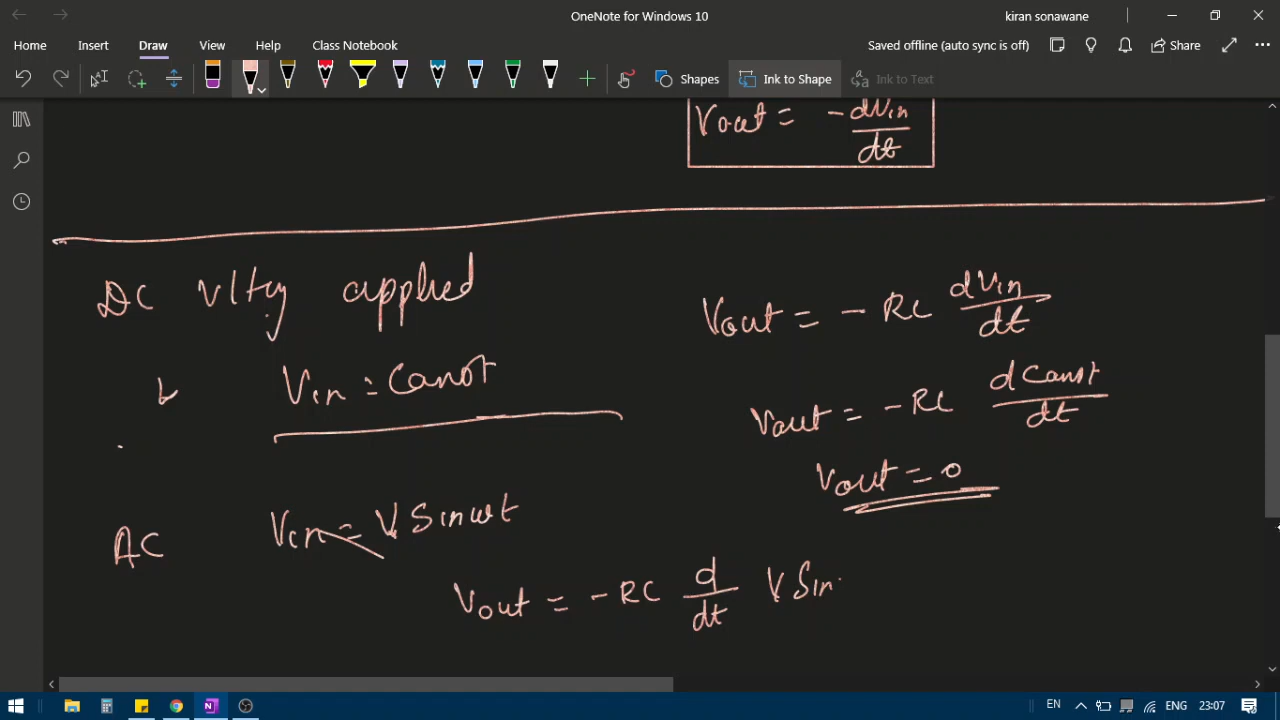 OneNote for Windows 10
kiran sonawane
Home Insert Draw View Help Class Notebook
Saved offline (auto sync is off) Share
Shapes Ink to Shape Ink to Text
Vout = -dVin/dt
DC Vltg applied
Vout = - RC dVin/dt
Vin = Const
Vout = - RC dConst/dt
Vout = 0
AC Vin = V Sinwt
Vout = - RC d/dt V Sin
EN ENG 23:07